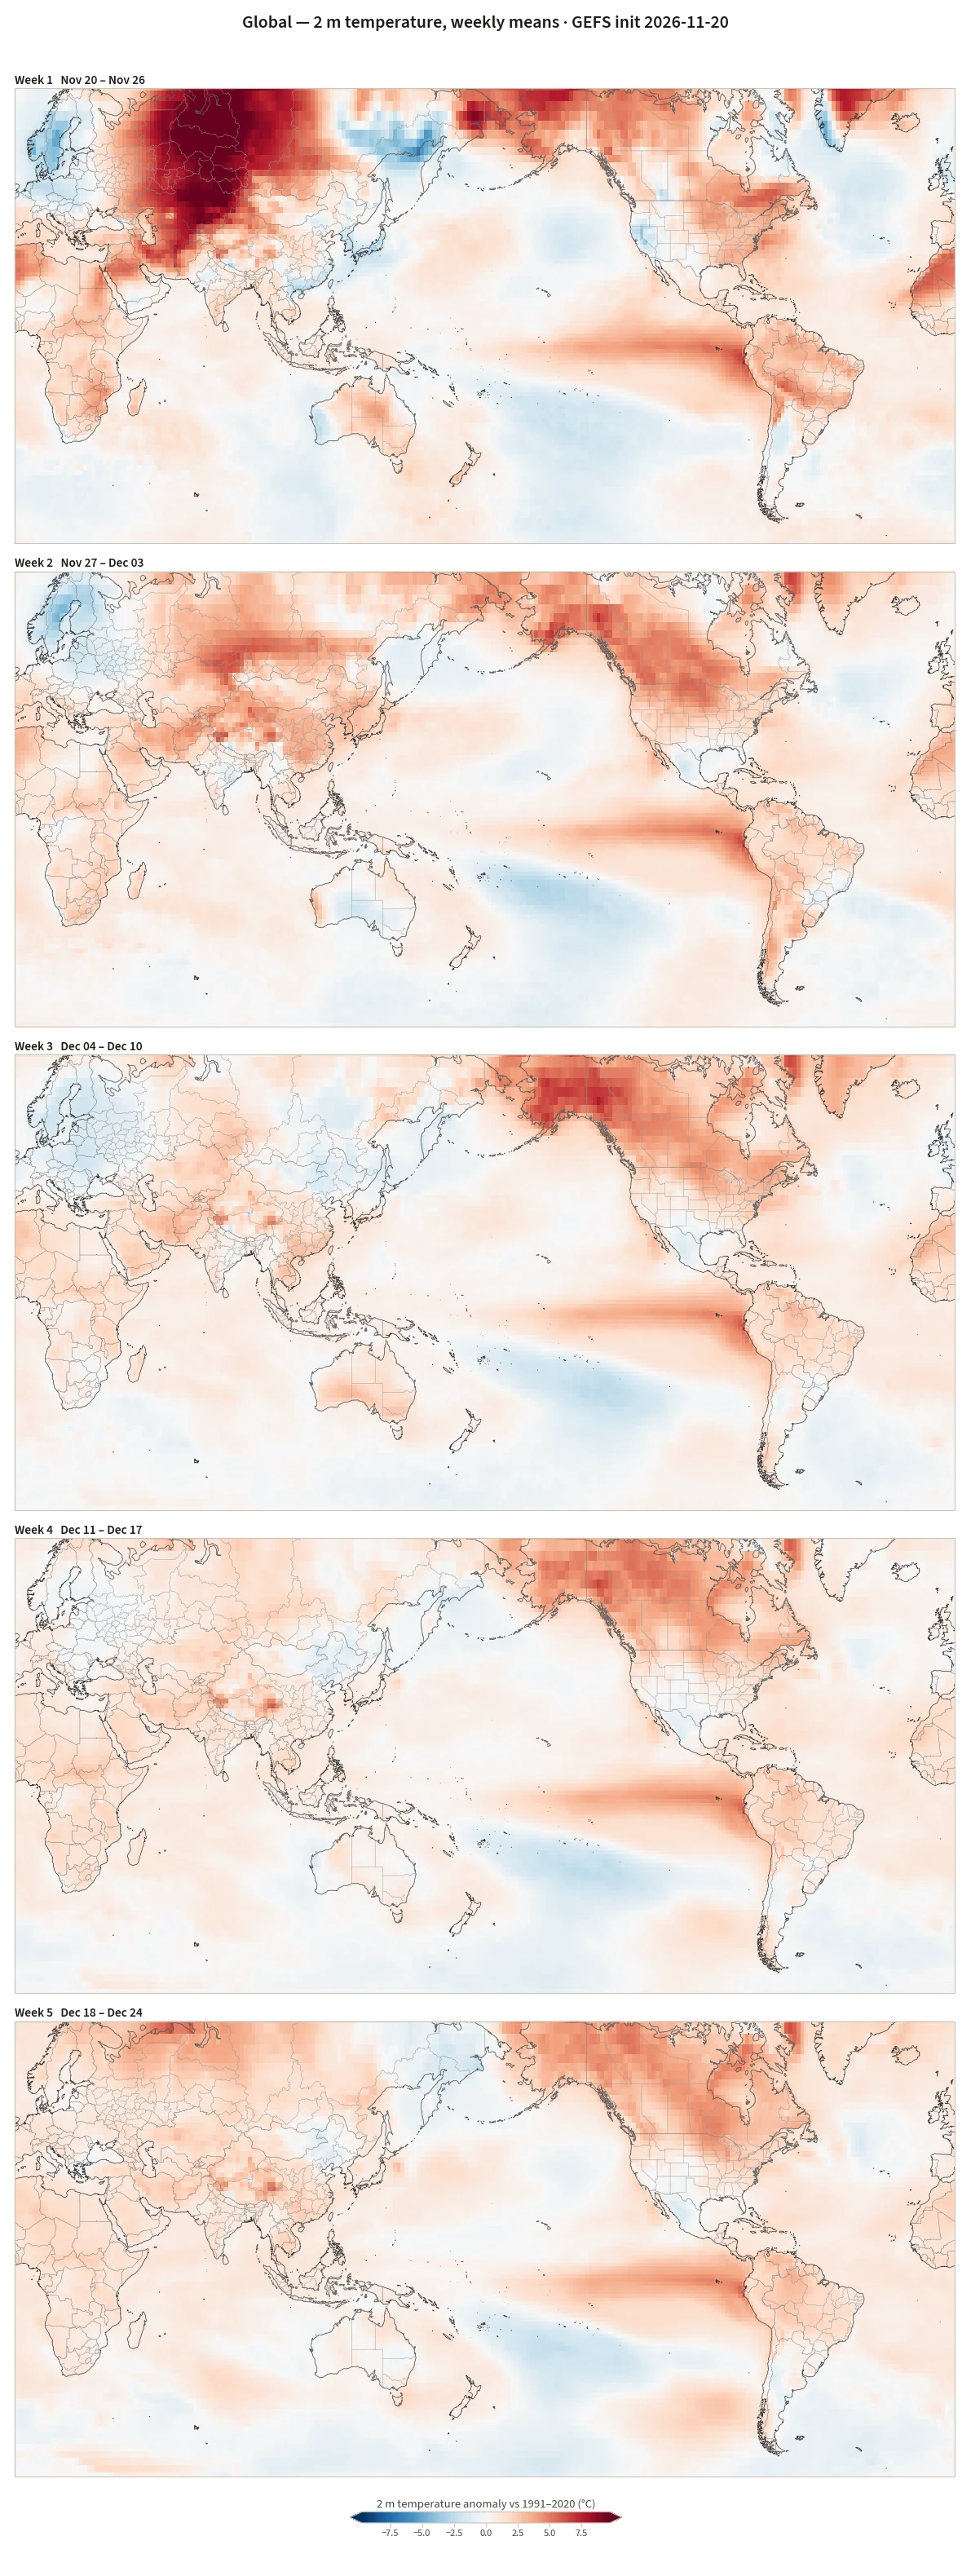 Global — 2 m temperature, weekly means · GEFS init 2026-11-20
Week 1 Nov 20 – Nov 26
Week 2 Nov 27 – Dec 03
Week 3 Dec 04 – Dec 10
Week 4 Dec 11 – Dec 17
Week 5 Dec 18 – Dec 24
2 m temperature anomaly vs 1991–2020 (°C)
−7.5 −5.0 −2.5 0.0 2.5 5.0 7.5